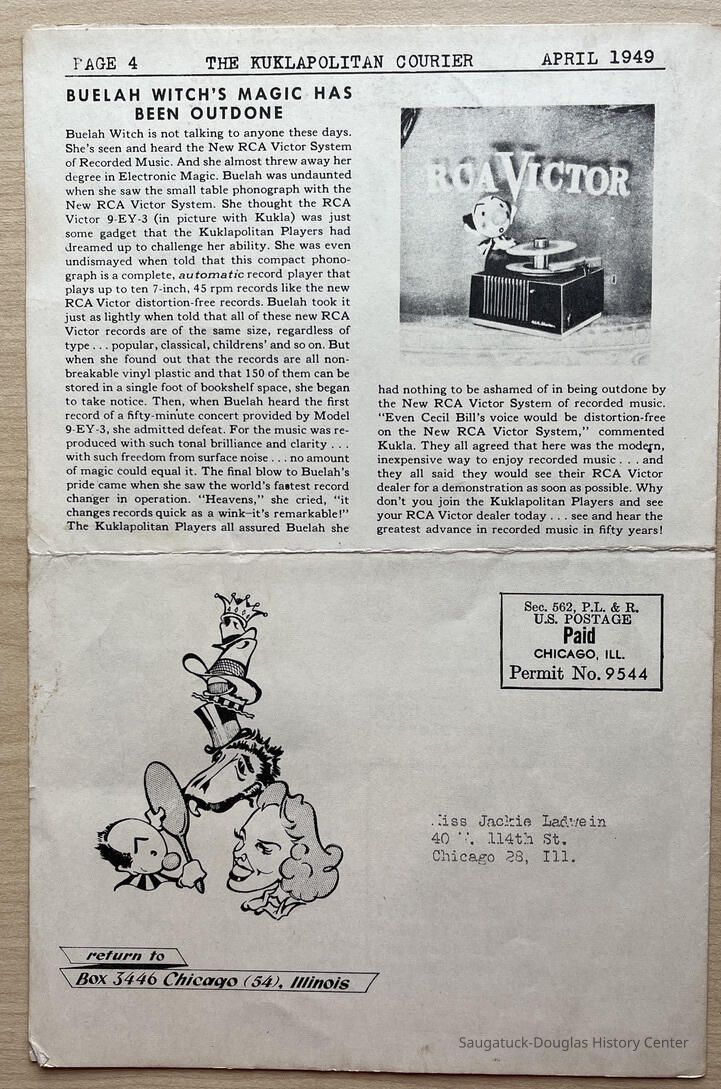 PAGE 4 THE KUKLAPOLITAN COURIER APRIL 1949
BUELAH WITCH'S MAGIC HAS
BEEN OUTDONE
Buelah Witch is not talking to anyone these days.
She's seen and heard the New RCA Victor System
of Recorded Music. And she almost threw away her
degree in Electronic Magic. Buelah was undaunted
when she saw the small table phonograph with the
New RCA Victor System. She thought the RCA
Victor 9-EY-3 (in picture with Kukla) was just
some gadget that the Kuklapolitan Players had
dreamed up to challenge her ability. She was even
undismayed when told that this compact phono-
graph is a complete, automatic record player that
plays up to ten 7-inch, 45 rpm records like the new
RCA Victor distortion-free records. Buelah took it
just as lightly when told that all of these new RCA
Victor records are of the same size, regardless of
type . . . popular, classical, childrens' and so on. But
when she found out that the records are all non-
breakable vinyl plastic and that 150 of them can be
stored in a single foot of bookshelf space, she began
to take notice. Then, when Buelah heard the first
record of a fifty-minute concert provided by Model
9-EY-3, she admitted defeat. For the music was re-
produced with such tonal brilliance and clarity . . .
with such freedom from surface noise . . . no amount
of magic could equal it. The final blow to Buelah's
pride came when she saw the world's fastest record
changer in operation. "Heavens," she cried, "it
changes records quick as a wink—it's remarkable!"
The Kuklapolitan Players all assured Buelah she
RCA VICTOR
had nothing to be ashamed of in being outdone by
the New RCA Victor System of recorded music.
"Even Cecil Bill's voice would be distortion-free
on the New RCA Victor System," commented
Kukla. They all agreed that here was the modern,
inexpensive way to enjoy recorded music . . . and
they all said they would see their RCA Victor
dealer for a demonstration as soon as possible. Why
don't you join the Kuklapolitan Players and see
your RCA Victor dealer today . . . see and hear the
greatest advance in recorded music in fifty years!
Sec. 562, P.L. & R.
U.S. POSTAGE
Paid
CHICAGO, ILL.
Permit No. 9544
Miss Jackie Ladwein
40 W. 114th St.
Chicago 28, Ill.
return to
Box 3446 Chicago (54), Illinois
Saugatuck-Douglas History Center